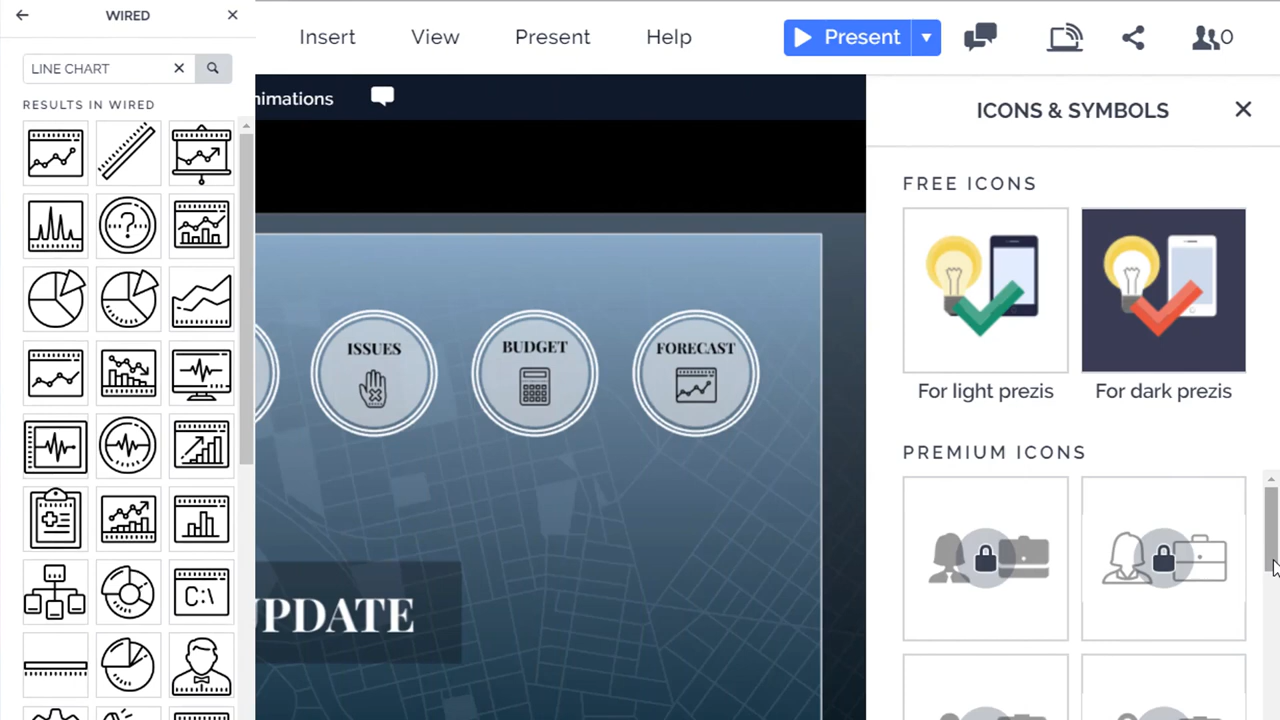 WIRED
LINE CHART
RESULTS IN WIRED
C:\
Insert View Present Help
Present
0
nimations
ISSUES
BUDGET
FORECAST
UPDATE
ICONS & SYMBOLS
FREE ICONS
For light prezis
For dark prezis
PREMIUM ICONS